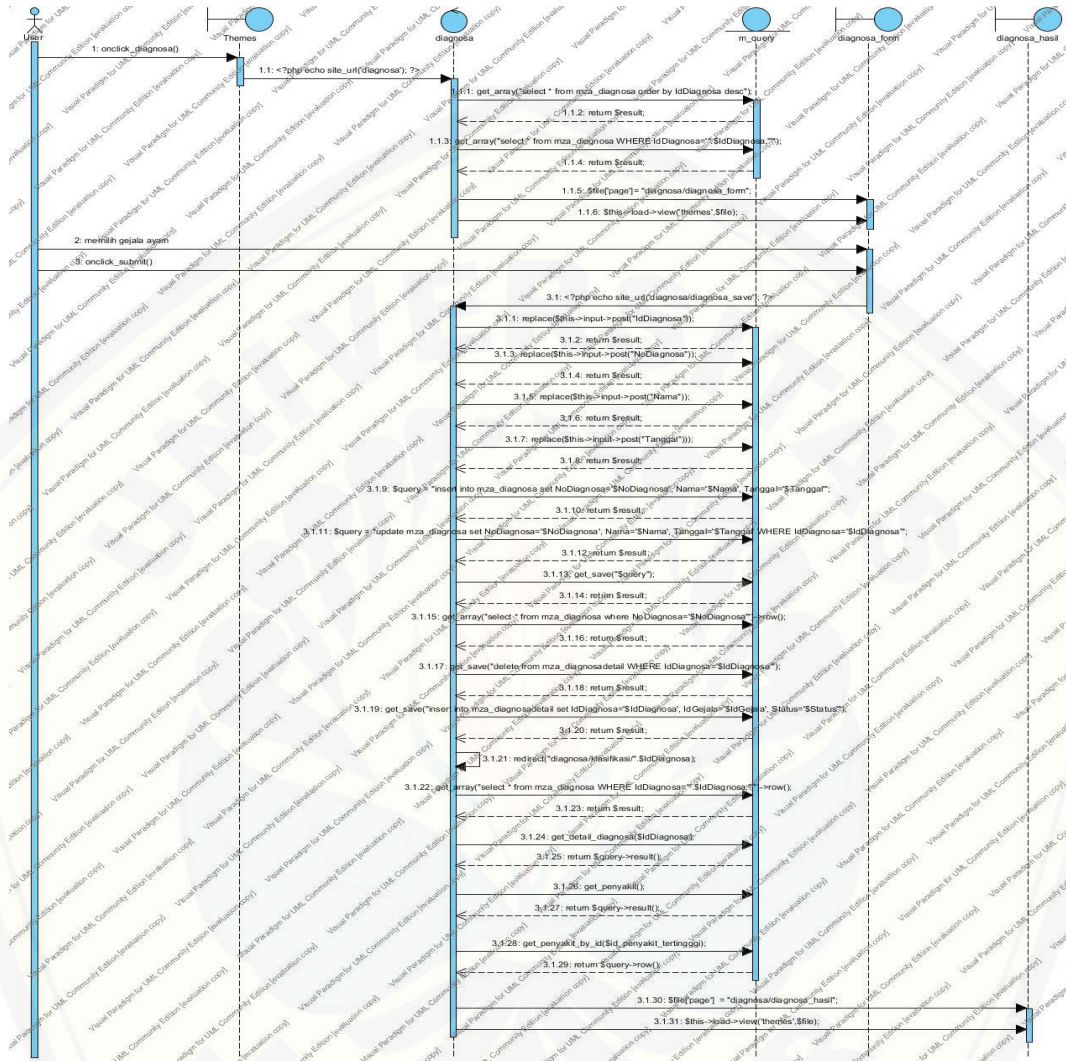 User
Themes
diagnosa
m_query
diagnosa_form
diagnosa_hasil
1: onclick_diagnosa()
1.1: <?php echo site_url('diagnosa'); ?>
1.1.1: get_array("select * from mza_diagnosa order by IdDiagnosa desc");
1.1.2: return $result;
1.1.3: get_array("select * from mza_diagnosa WHERE IdDiagnosa='".$IdDiagnosa."'");
1.1.4: return $result;
1.1.5: $file['page']= "diagnosa/diagnosa_form";
1.1.6: $this->load->view('themes',$file);
2: memilih gejala ayam
3: onclick_submit()
3.1: <?php echo site_url('diagnosa/diagnosa_save'); ?>
3.1.1: replace($this->input->post("IdDiagnosa"));
3.1.2: return $result;
3.1.3: replace($this->input->post("NoDiagnosa"));
3.1.4: return $result;
3.1.5: replace($this->input->post("Nama"));
3.1.6: return $result;
3.1.7: replace($this->input->post("Tanggal")));
3.1.8: return $result;
3.1.9: $query = "insert into mza_diagnosa set NoDiagnosa='$NoDiagnosa', Nama='$Nama', Tanggal='$Tanggal'";
3.1.10: return $result;
3.1.11: $query = "update mza_diagnosa set NoDiagnosa='$NoDiagnosa', Nama='$Nama', Tanggal='$Tanggal' WHERE IdDiagnosa='$IdDiagnosa'";
3.1.12: return $result;
3.1.13: get_save("$query");
3.1.14: return $result;
3.1.15: get_array("select * from mza_diagnosa where NoDiagnosa='$NoDiagnosa'")->row();
3.1.16: return $result;
3.1.17: get_save("delete from mza_diagnosadetail WHERE IdDiagnosa='$IdDiagnosa'");
3.1.18: return $result;
3.1.19: get_save("insert into mza_diagnosadetail set IdDiagnosa='$IdDiagnosa', IdGejala='$IdGejala', Status='$Status'");
3.1.20: return $result;
3.1.21: redirect("diagnosa/klasifikasi/".$IdDiagnosa);
3.1.22: get_array("select * from mza_diagnosa WHERE IdDiagnosa='".$IdDiagnosa."'")->row();
3.1.23: return $result;
3.1.24: get_detail_diagnosa($IdDiagnosa);
3.1.25: return $query->result();
3.1.26: get_penyakit();
3.1.27: return $query->result();
3.1.28: get_penyakit_by_id($id_penyakit_tertingggi);
3.1.29: return $query->row();
3.1.30: $file['page'] = "diagnosa/diagnosa_hasil";
3.1.31: $this->load->view('themes',$file);
Visual Paradigm for UML Community Edition [evaluation copy]